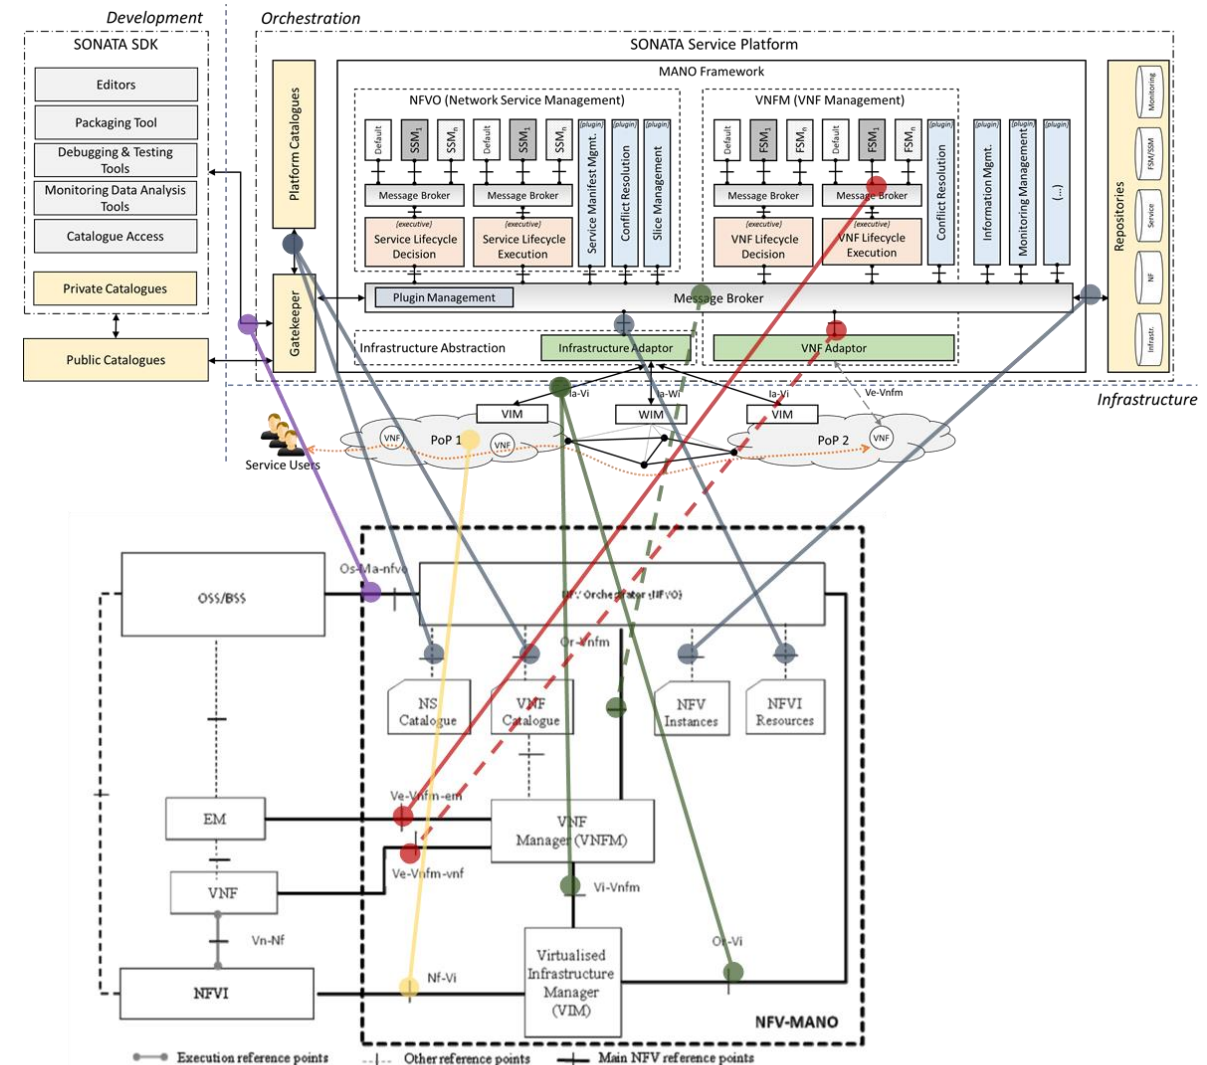 Development
Orchestration
SONATA SDK
Editors
Packaging Tool
Debugging & Testing
Tools
Monitoring Data Analysis
Tools
Catalogue Access
Private Catalogues
Public Catalogues
SONATA Service Platform
Platform Catalogues
Gatekeeper
MANO Framework
NFVO (Network Service Management)
Default
SSM1
SSMn
Default
SSM1
SSMn
Message Broker
Message Broker
[executive]
Service Lifecycle
Decision
[executive]
Service Lifecycle
Execution
[plugin]
Service Manifest Mgmt.
[plugin]
Conflict Resolution
[plugin]
Slice Management
VNFM (VNF Management)
Default
FSM1
FSMn
Default
FSM1
FSMn
Message Broker
Message Broker
[executive]
VNF Lifecycle
Decision
[executive]
VNF Lifecycle
Execution
[plugin]
Conflict Resolution
[plugin]
Information Mgmt.
[plugin]
Monitoring Management
[plugin]
(...)
Repositories
Monitoring
FSM/SSM
Service
NF
Infrastr.
Plugin Management
Message Broker
Infrastructure Abstraction
Infrastructure Adaptor
VNF Adaptor
Infrastructure
Ia-Vi
Ia-Wi
Ia-Vi
Ve-Vnfm
VIM
WIM
VIM
VNF
PoP 1
VNF
PoP 2
VNF
Service Users
Os-Ma-nfvo
OSS/BSS
NFV Orchestrator (NFVO)
Or-Vnfm
NS
Catalogue
VNF
Catalogue
NFV
Instances
NFVI
Resources
Ve-Vnfm-em
EM
VNF
Manager (VNFM)
Ve-Vnfm-vnf
VNF
Vi-Vnfm
Vn-Nf
Or-Vi
Virtualised
Infrastructure
Manager
(VIM)
Nf-Vi
NFVI
NFV-MANO
Execution reference points
Other reference points
Main NFV reference points